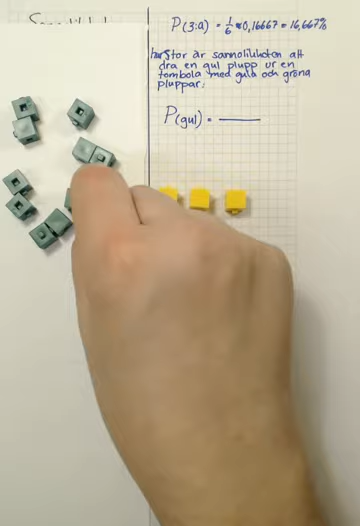 P(3:a) = 1/6 ≈ 0,16667 = 16,667%
hur stor är sannolikheten att
dra en gul plupp ur en
tombola med gula och gröna
pluppar:
P(gul) =